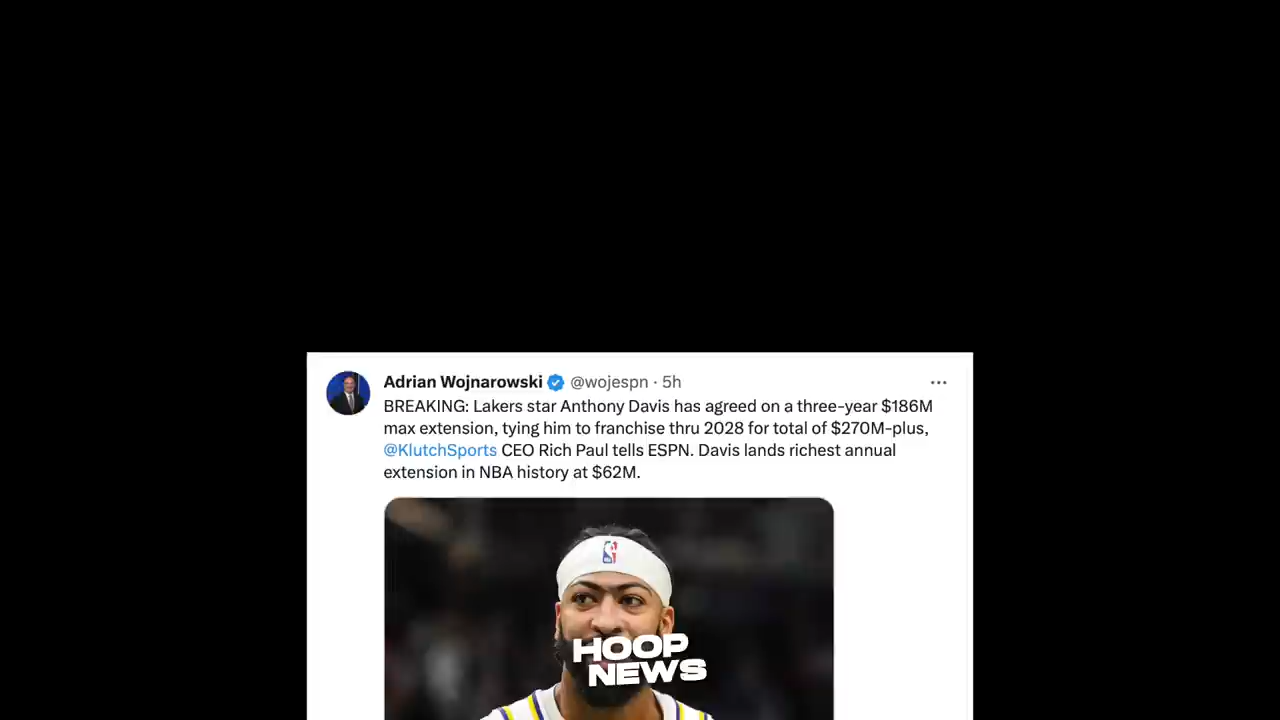 Adrian Wojnarowski @wojespn · 5h
BREAKING: Lakers star Anthony Davis has agreed on a three-year $186M
max extension, tying him to franchise thru 2028 for total of $270M-plus,
@KlutchSports CEO Rich Paul tells ESPN. Davis lands richest annual
extension in NBA history at $62M.
HOOP
NEWS